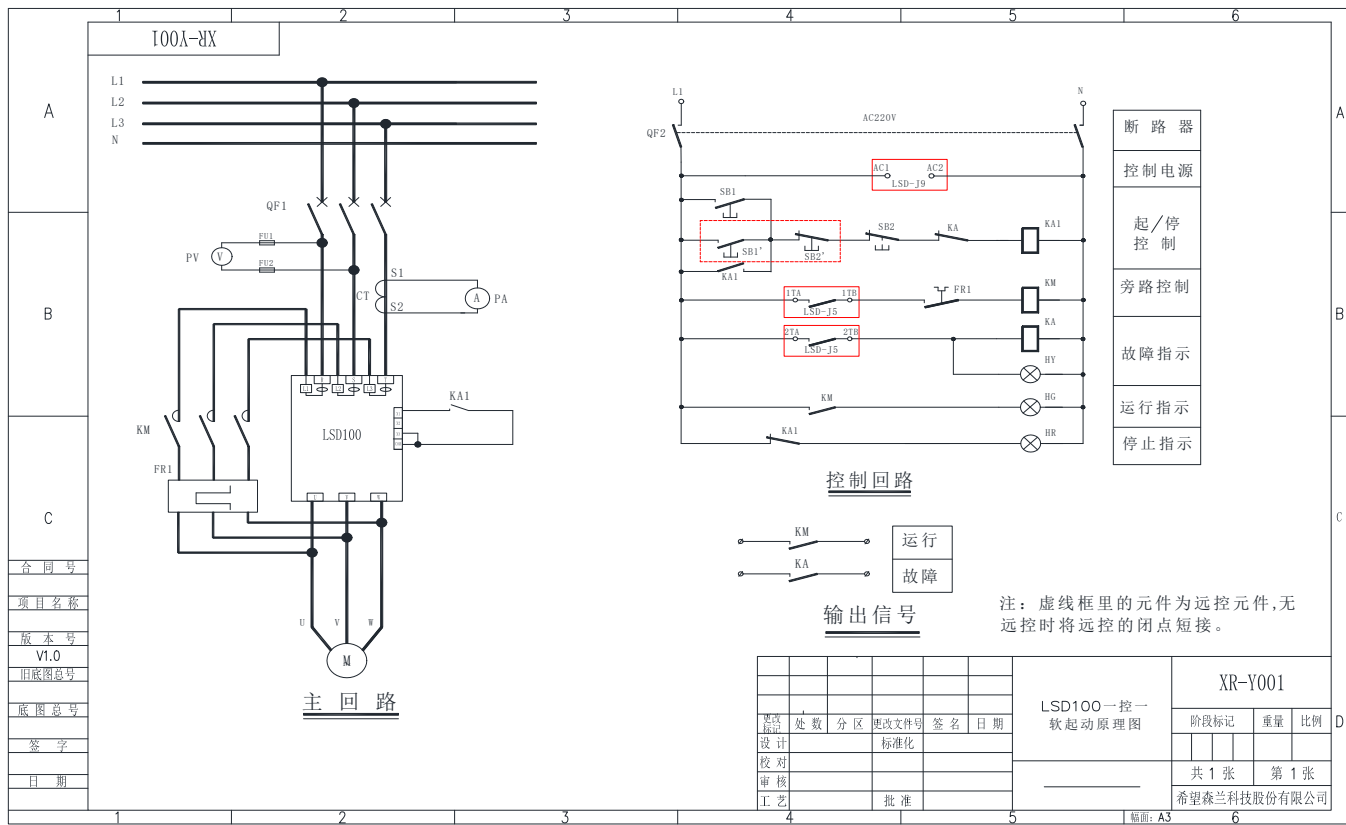 1 2 3 4 5 6
XR-Y001
A
B
C
A
B
C
D
L1
L2
L3
N
QF1
FU1
FU2
PV
V
S1
CT
S2
A
PA
L1
R
L2
S
L3
T
KA1
LSD100
KM
FR1
U
V
W
U
V
W
M
主回路
L1
N
QF2
AC220V
AC1
AC2
LSD-J9
SB1
SB1'
SB2'
SB2
KA
KA1
KA1
1TA
1TB
LSD-J5
FR1
KM
2TA
2TB
LSD-J5
KA
HY
KM
HG
KA1
HR
控制回路
断路器
控制电源
起/停
控制
旁路控制
故障指示
运行指示
停止指示
KM
运行
KA
故障
输出信号
注：虚线框里的元件为远控元件,无
远控时将远控的闭点短接。
合同号
项目名称
版本号
V1.0
旧底图总号
底图总号
签字
日期
更改
标记
处数
分区
更改文件号
签名
日期
设计
标准化
校对
审核
工艺
批准
LSD100一控一
软起动原理图
XR-Y001
阶段标记
重量
比例
共1张
第1张
希望森兰科技股份有限公司
1 2 3 4 5 6
幅面: A3